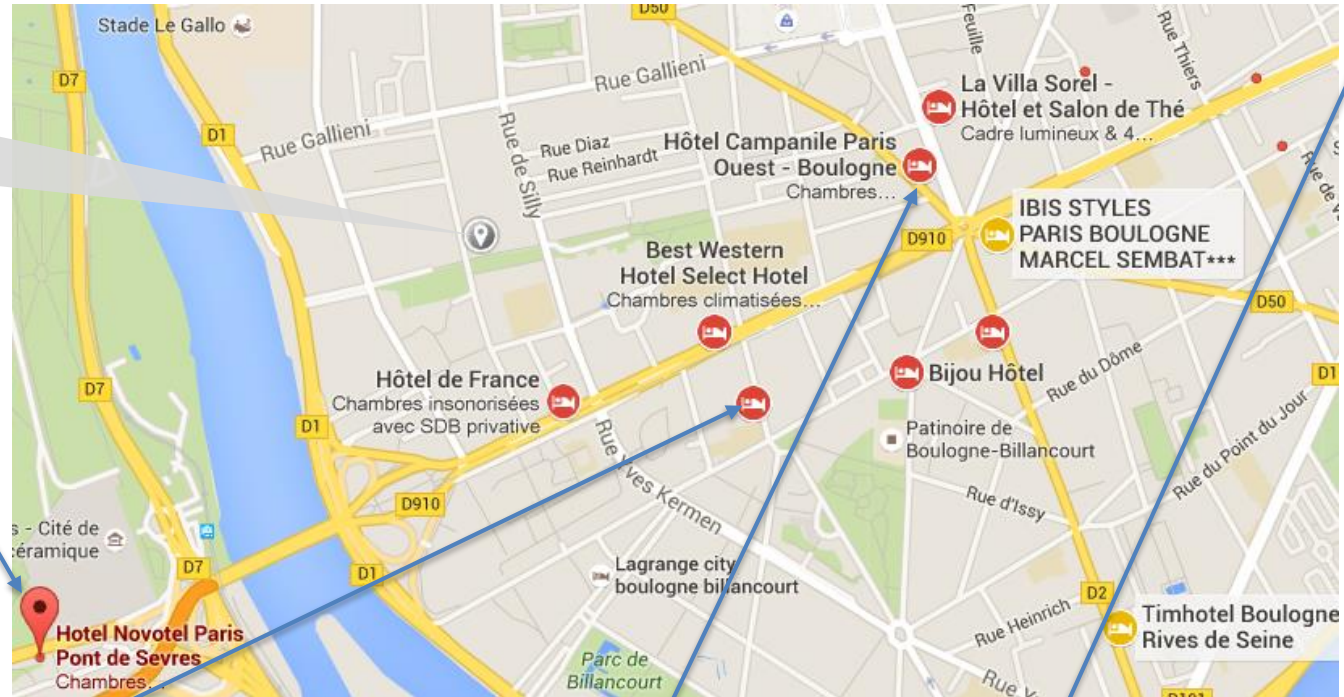 D50
Stade Le Gallo
D7
D1
Rue Gallieni
Rue Gallieni
Rue de Silly
Rue Diaz
Rue Reinhardt
Feuille
Rue Thiers
La Villa Sorel -
Hôtel et Salon de Thé
Cadre lumineux & 4...
Hôtel Campanile Paris
Ouest - Boulogne
Chambres...
Rue de
D910
IBIS STYLES
PARIS BOULOGNE
MARCEL SEMBAT***
Best Western
Hotel Select Hotel
Chambres climatisées...
D50
Hôtel de France
Chambres insonorisées
avec SDB privative
Bijou Hôtel
Rue du Dôme
D1
D7
D1
Patinoire de
Boulogne-Billancourt
Rue du Point du Jour
Rue Yves Kermen
Rue d'Issy
D910
s - Cité de
céramique
D7
D1
Lagrange city
boulogne billancourt
D2
Rue Heinrich
Timhotel Boulogne
Rives de Seine
Hotel Novotel Paris
Pont de Sevres
Chambres...
Parc de
Billancourt
Rue Y